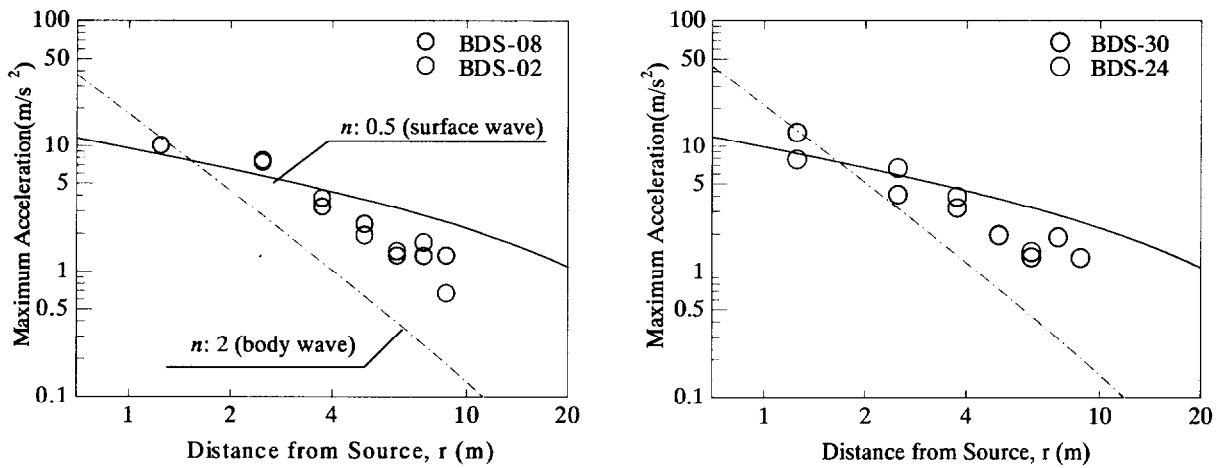 100
50
10
5
1
0.5
0.1
Maximum Acceleration(m/s²)
BDS-08
BDS-02
n: 0.5 (surface wave)
n: 2 (body wave)
1 2 4 10 20
Distance from Source, r (m)
100
50
10
5
1
0.5
0.1
Maximum Acceleration(m/s²)
BDS-30
BDS-24
1 2 4 10 20
Distance from Source, r (m)